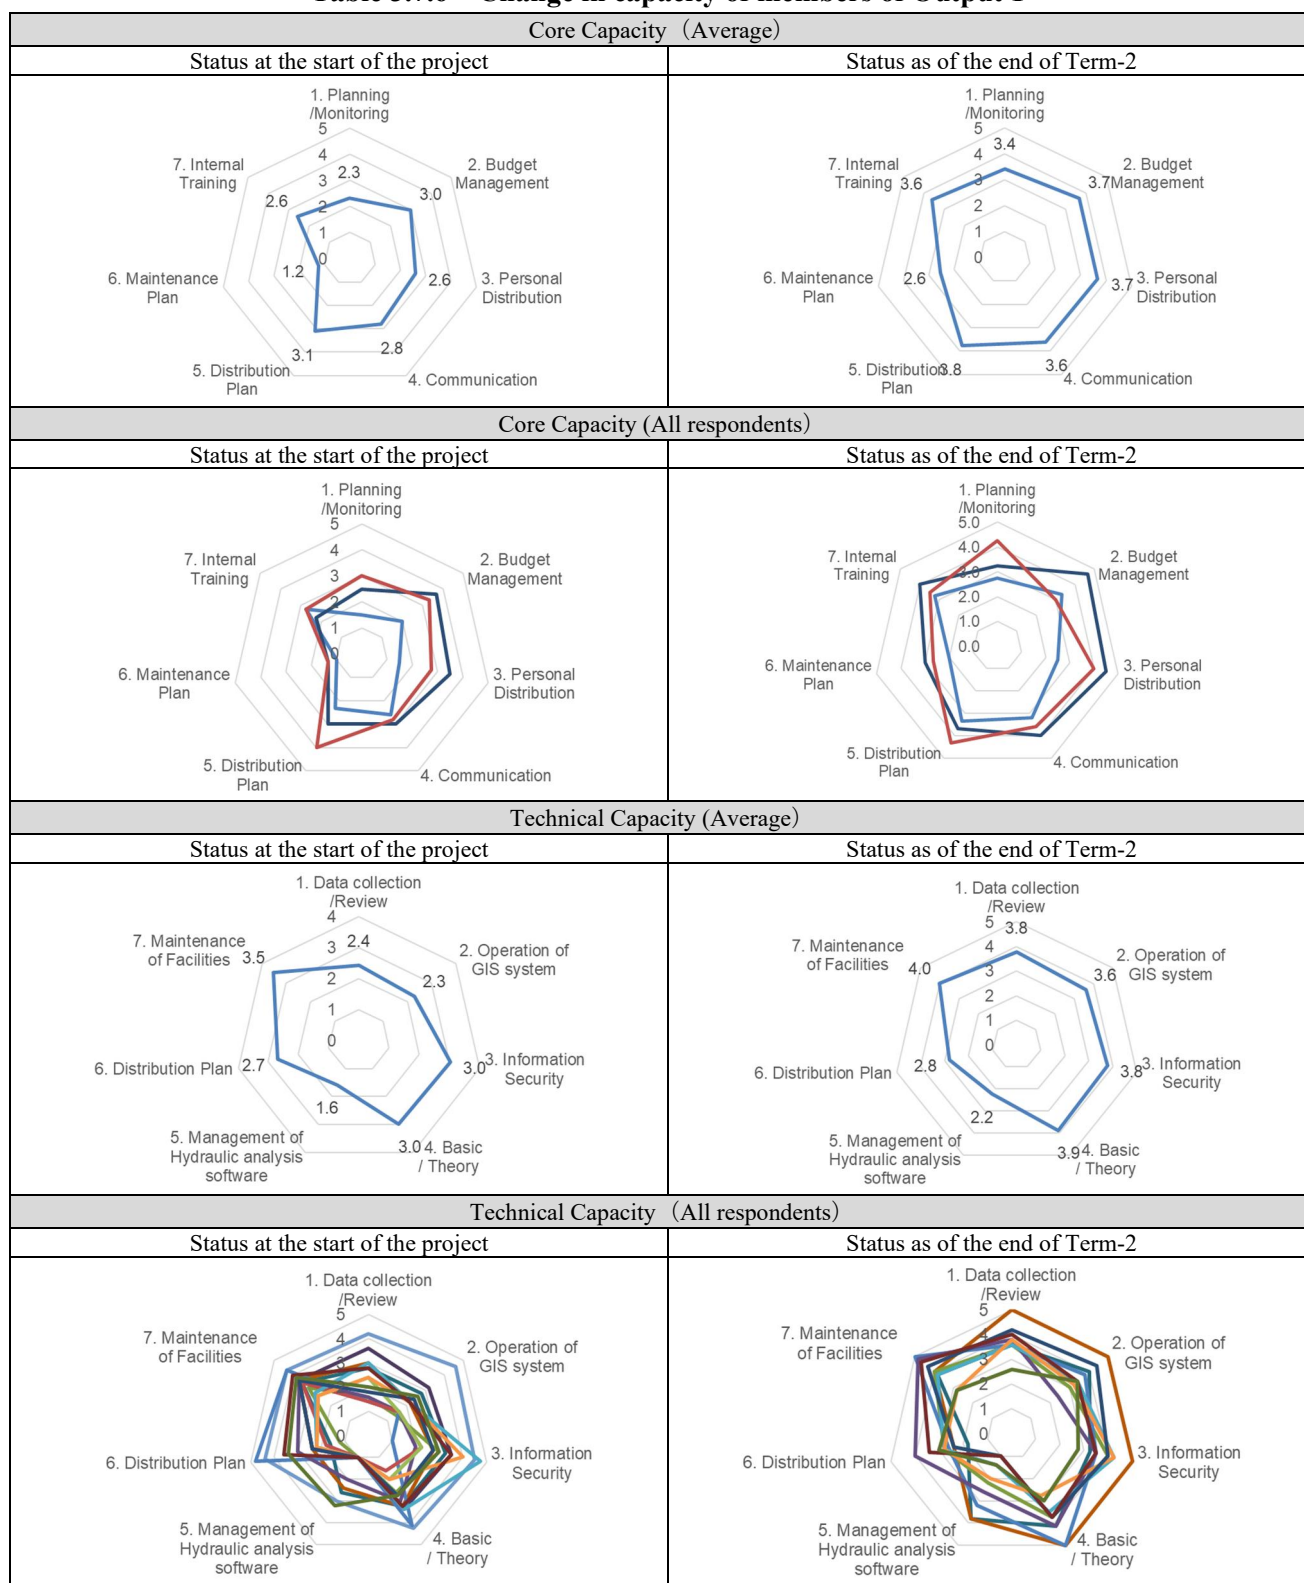 Core Capacity（Average）
Status at the start of the project
Status as of the end of Term-2
1. Planning
/Monitoring
5
4
3
2
1
0
2.3
2. Budget
Management
3.0
3. Personal
Distribution
2.6
4. Communication
2.8
5. Distribution
Plan
3.1
6. Maintenance
Plan
1.2
7. Internal
Training
2.6
1. Planning
/Monitoring
5
4
3
2
1
0
3.4
2. Budget
Management
3.7
3. Personal
Distribution
3.7
4. Communication
3.6
5. Distribution
Plan
3.8
6. Maintenance
Plan
2.6
7. Internal
Training
3.6
Core Capacity (All respondents）
Status at the start of the project
Status as of the end of Term-2
1. Planning
/Monitoring
5
4
3
2
1
0
2. Budget
Management
3. Personal
Distribution
4. Communication
5. Distribution
Plan
6. Maintenance
Plan
7. Internal
Training
1. Planning
/Monitoring
5.0
4.0
3.0
2.0
1.0
0.0
2. Budget
Management
3. Personal
Distribution
4. Communication
5. Distribution
Plan
6. Maintenance
Plan
7. Internal
Training
Technical Capacity (Average）
Status at the start of the project
Status as of the end of Term-2
1. Data collection
/Review
4
3
2
1
0
2.4
2. Operation of
GIS system
2.3
3. Information
Security
3.0
4. Basic
/ Theory
3.0
5. Management of
Hydraulic analysis
software
1.6
6. Distribution Plan
2.7
7. Maintenance
of Facilities
3.5
1. Data collection
/Review
5
4
3
2
1
0
3.8
2. Operation of
GIS system
3.6
3. Information
Security
3.8
4. Basic
/ Theory
3.9
5. Management of
Hydraulic analysis
software
2.2
6. Distribution Plan
2.8
7. Maintenance
of Facilities
4.0
Technical Capacity（All respondents）
Status at the start of the project
Status as of the end of Term-2
1. Data collection
/Review
5
4
3
1
0
2. Operation of
GIS system
3. Information
Security
4. Basic
/ Theory
5. Management of
Hydraulic analysis
software
6. Distribution Plan
7. Maintenance
of Facilities
1. Data collection
/Review
5
4
3
2
1
0
2. Operation of
GIS system
3. Information
Security
4. Basic
/ Theory
5. Management of
Hydraulic analysis
software
6. Distribution Plan
7. Maintenance
of Facilities